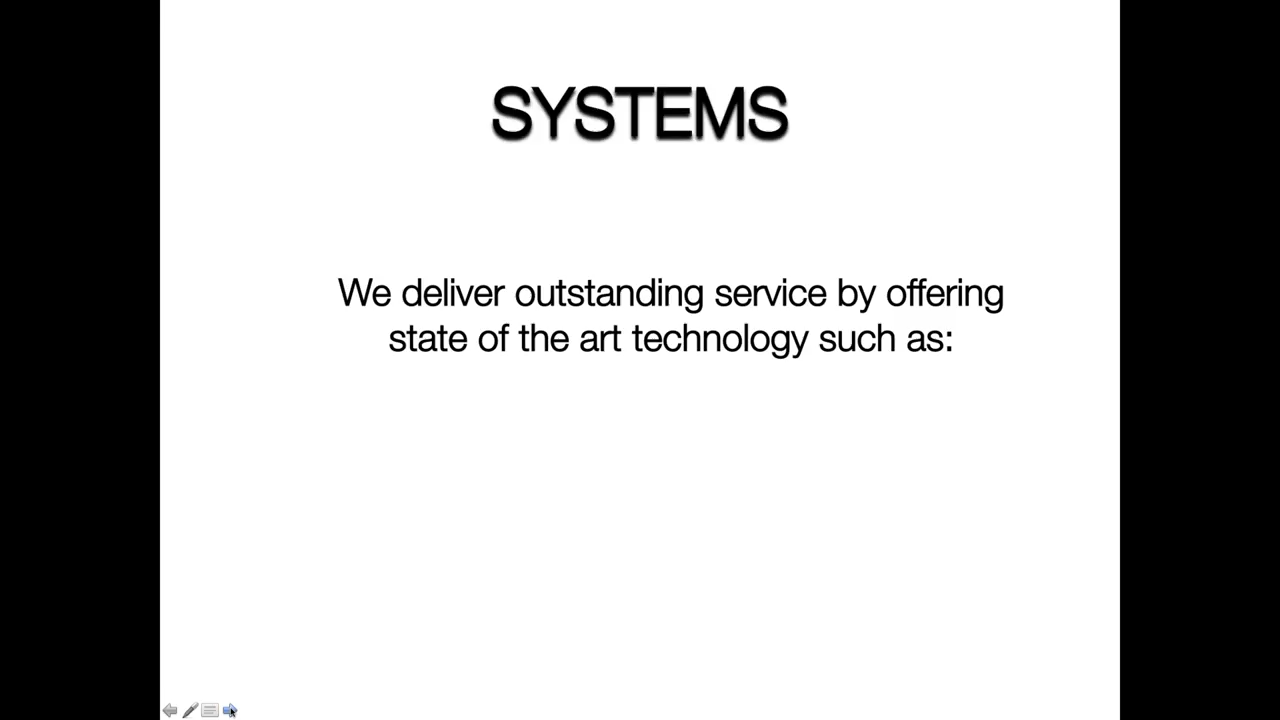 SYSTEMS
We deliver outstanding service by offering
state of the art technology such as: